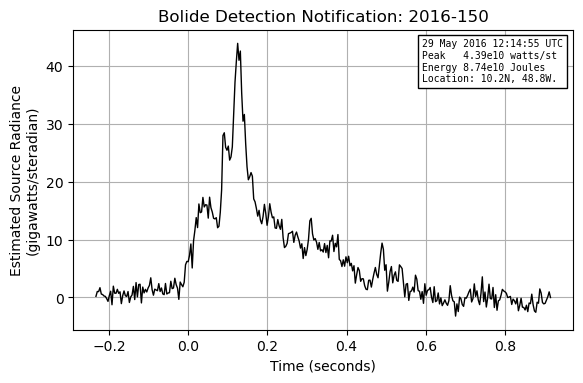 Bolide Detection Notification: 2016-150
29 May 2016 12:14:55 UTC
Peak   4.39e10 watts/st
Energy 8.74e10 Joules
Location: 10.2N, 48.8W.
Estimated Source Radiance
(gigawatts/steradian)
40
30
20
10
0
−0.2 0.0 0.2 0.4 0.6 0.8
Time (seconds)